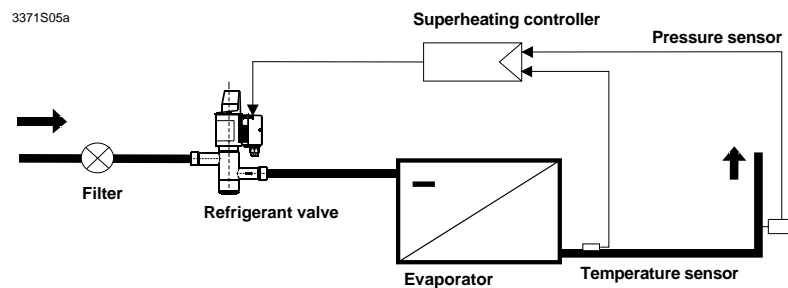 3371S05a
Superheating controller
Pressure sensor
Filter
Refrigerant valve
Evaporator
Temperature sensor